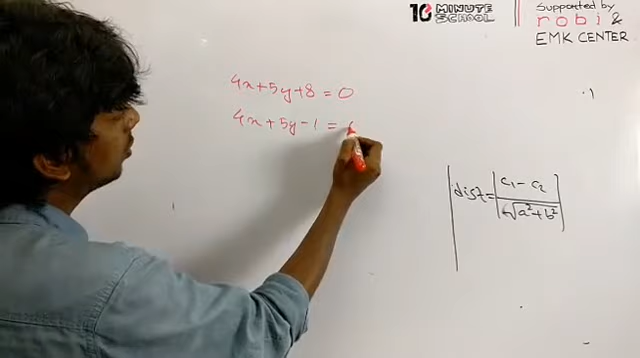 10 MINUTE SCHOOL
Supported by
robi &
EMK CENTER
4x+5y+8=0
4x+5y-1=
dist=|c₁-c₂/√a²+b²|